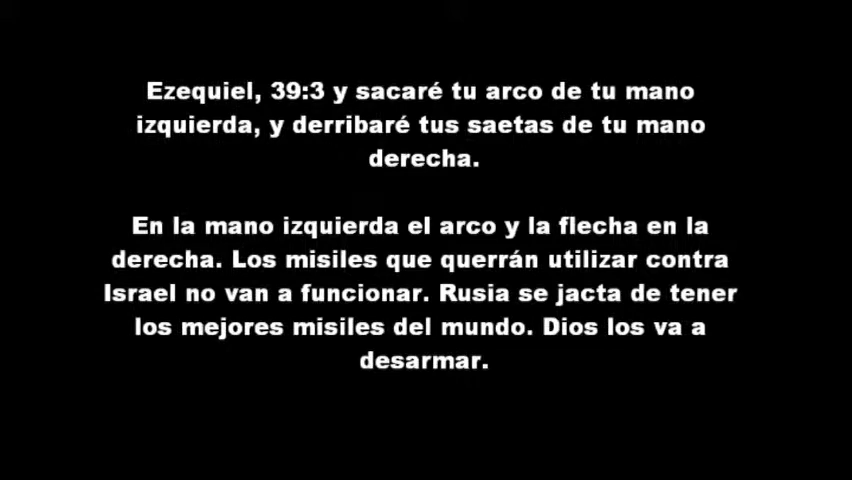 Ezequiel, 39:3 y sacaré tu arco de tu mano
izquierda, y derribaré tus saetas de tu mano
derecha.
En la mano izquierda el arco y la flecha en la
derecha. Los misiles que querrán utilizar contra
Israel no van a funcionar. Rusia se jacta de tener
los mejores misiles del mundo. Dios los va a
desarmar.